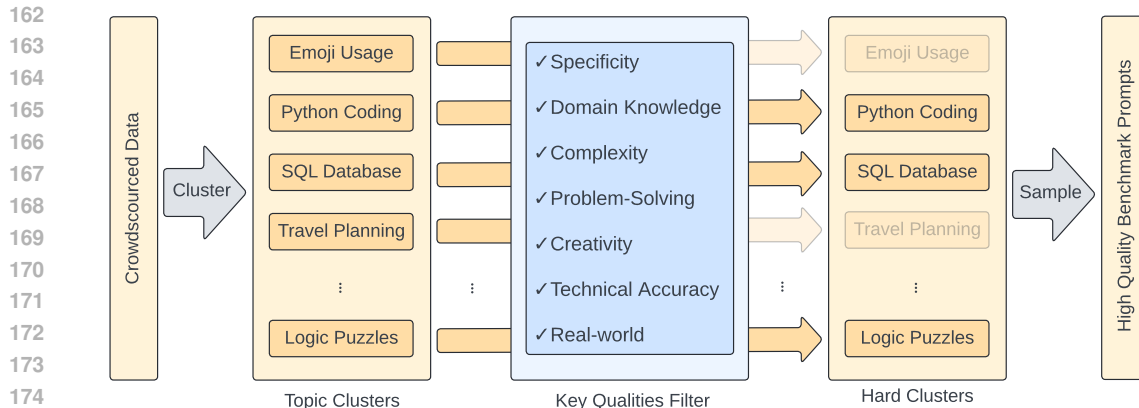 162
163
164
165
166
167
168
169
170
171
172
173
174
Crowdscourced Data
Cluster
Emoji Usage
Python Coding
SQL Database
Travel Planning
⋮
Logic Puzzles
Topic Clusters
⋮
✓Specificity
✓Domain Knowledge
✓Complexity
✓Problem-Solving
✓Creativity
✓Technical Accuracy
✓Real-world
Key Qualities Filter
⋮
Emoji Usage
Python Coding
SQL Database
Travel Planning
⋮
Logic Puzzles
Hard Clusters
Sample
High Quality Benchmark Prompts